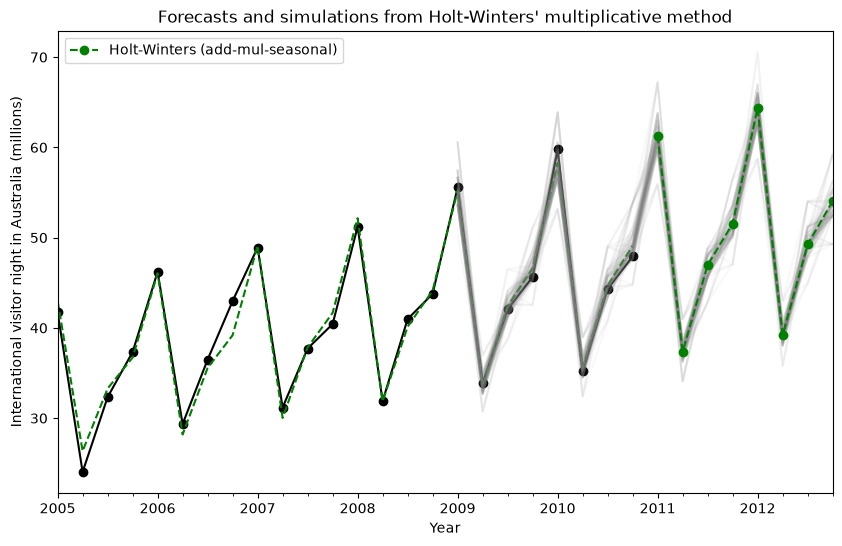 Forecasts and simulations from Holt-Winters' multiplicative method
Holt-Winters (add-mul-seasonal)
International visitor night in Australia (millions)
70
60
50
40
30
2005 2006 2007 2008 2009 2010 2011 2012
Year